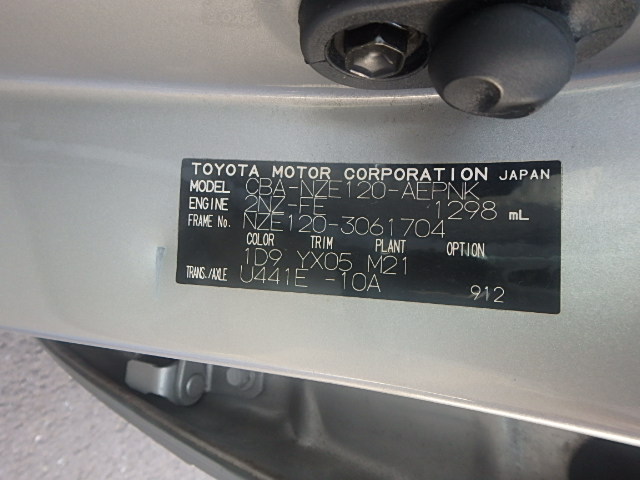 TOYOTA MOTOR CORPORATION JAPAN
MODEL CBA-NZE120-AEPNK
ENGINE 2NZ-FE 1298 mL
FRAME No. NZE120-3061704
COLOR TRIM PLANT OPTION
1D9 YX05 M21
TRANS./AXLE U441E -10A
912